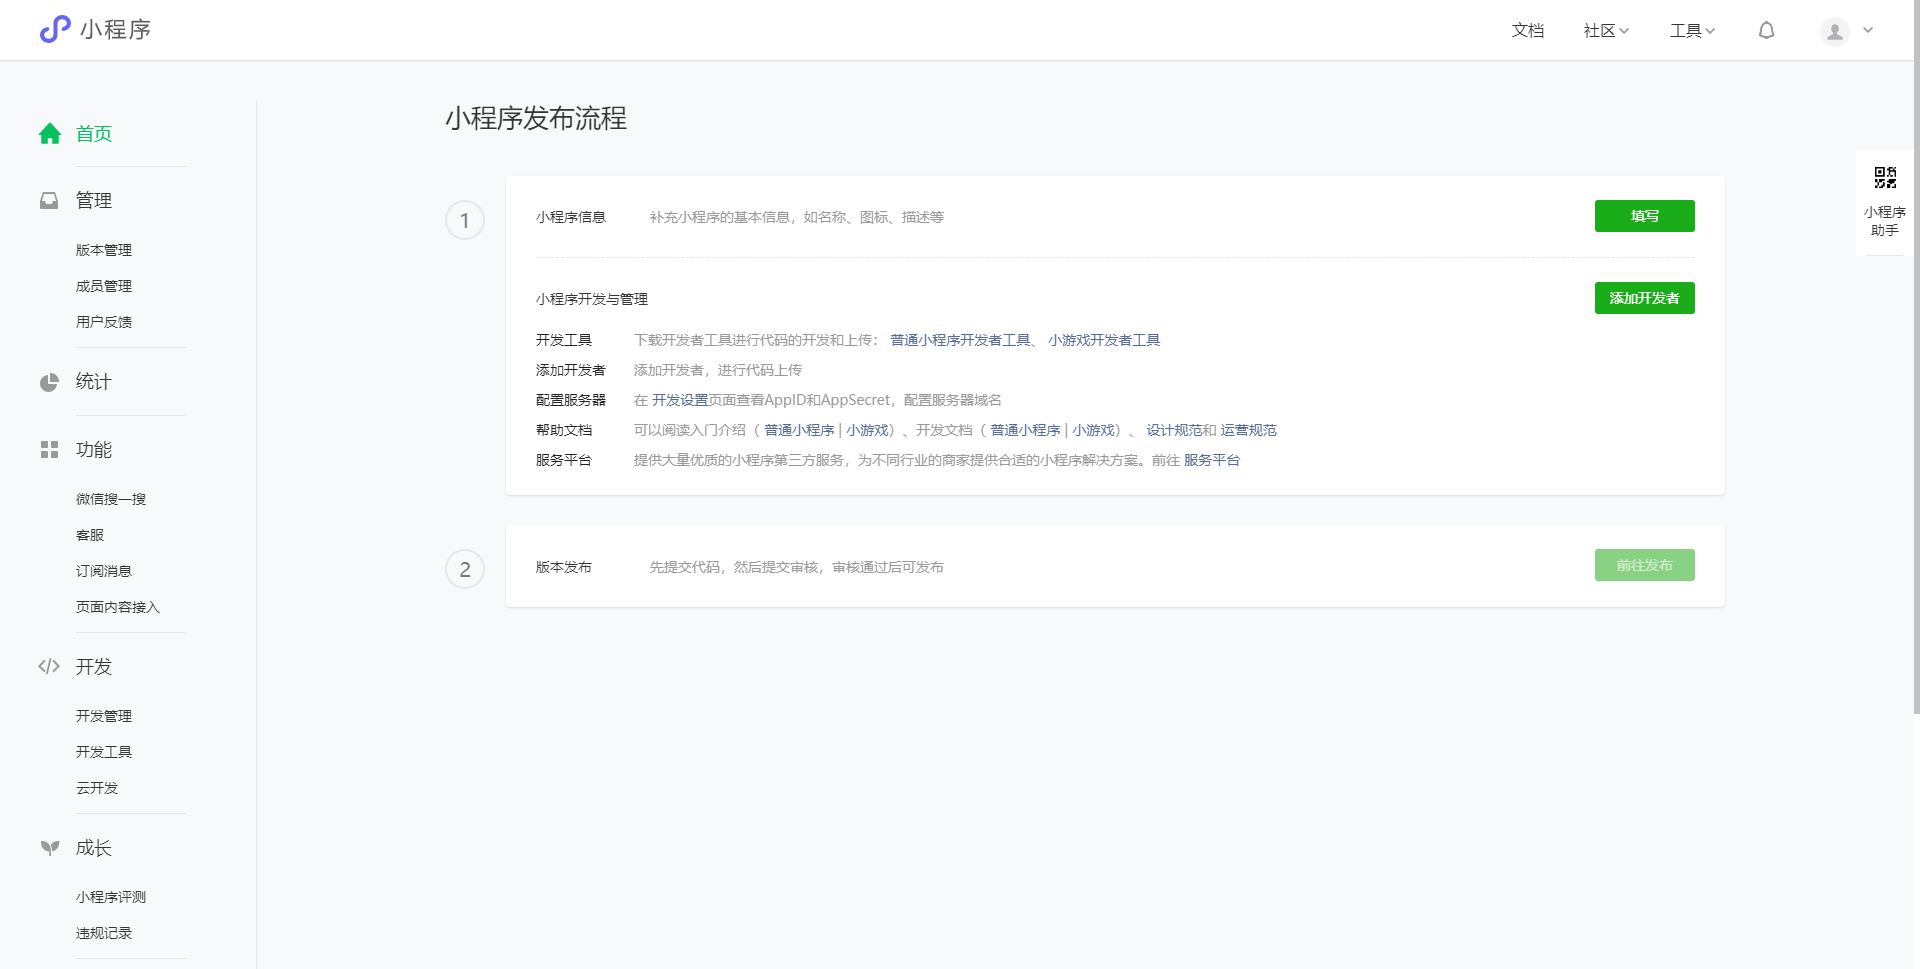 小程序
文档 社区 工具
首页
管理
版本管理
成员管理
用户反馈
统计
功能
微信搜一搜
客服
订阅消息
页面内容接入
开发
开发管理
开发工具
云开发
成长
小程序评测
违规记录
小程序发布流程
1
小程序信息 补充小程序的基本信息，如名称、图标、描述等 填写
小程序开发与管理 添加开发者
开发工具 下载开发者工具进行代码的开发和上传： 普通小程序开发者工具、 小游戏开发者工具
添加开发者 添加开发者，进行代码上传
配置服务器 在 开发设置页面查看AppID和AppSecret，配置服务器域名
帮助文档 可以阅读入门介绍（ 普通小程序 | 小游戏）、开发文档（ 普通小程序 | 小游戏）、 设计规范和 运营规范
服务平台 提供大量优质的小程序第三方服务，为不同行业的商家提供合适的小程序解决方案。前往 服务平台
2
版本发布 先提交代码，然后提交审核，审核通过后可发布 前往发布
小程序
助手